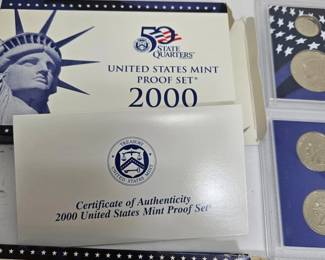 50
STATE
QUARTERS
UNITED STATES MINT
PROOF SET
2000
Certificate of Authenticity
2000 United States Mint Proof Set